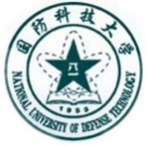 国防科技大学
八一
1953
NATIONAL UNIVERSITY OF DEFENSE TECHNOLOGY